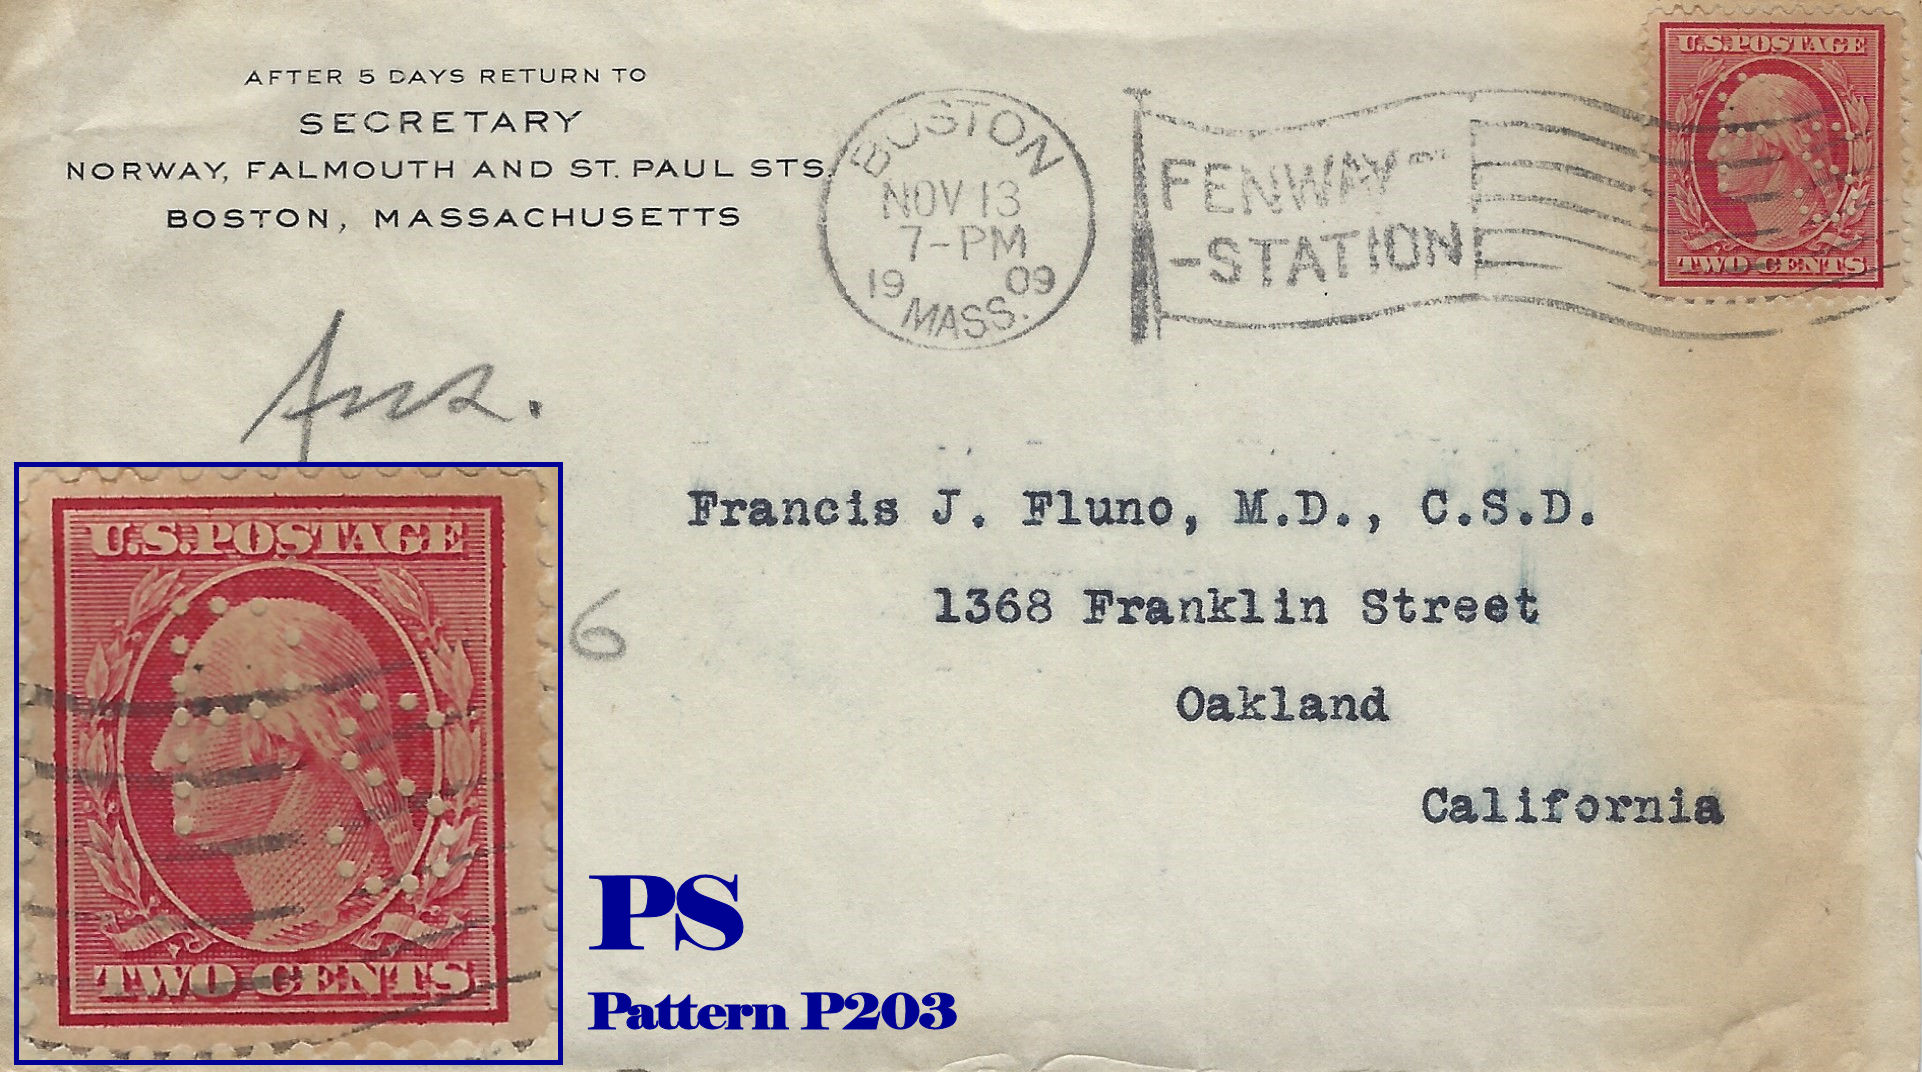 AFTER 5 DAYS RETURN TO
SECRETARY
NORWAY, FALMOUTH AND ST. PAUL STS.
BOSTON, MASSACHUSETTS
BOSTON
NOV 13
7-PM
1909
MASS.
FENWAY-
-STATION
U.S.POSTAGE
TWO CENTS
Ans.
6
Francis J. Fluno, M.D., C.S.D.
1368 Franklin Street
Oakland
California
U.S.POSTAGE
TWO CENTS
PS
PS
Pattern P203